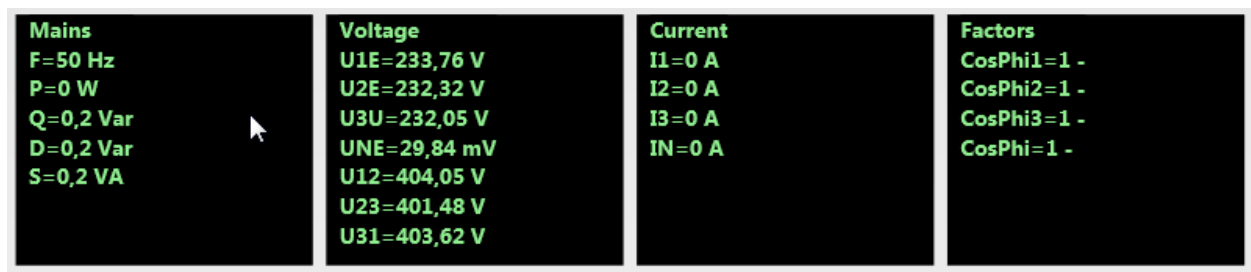 Mains
F=50 Hz
P=0 W
Q=0,2 Var
D=0,2 Var
S=0,2 VA
Voltage
U1E=233,76 V
U2E=232,32 V
U3U=232,05 V
UNE=29,84 mV
U12=404,05 V
U23=401,48 V
U31=403,62 V
Current
I1=0 A
I2=0 A
I3=0 A
IN=0 A
Factors
CosPhi1=1 -
CosPhi2=1 -
CosPhi3=1 -
CosPhi=1 -